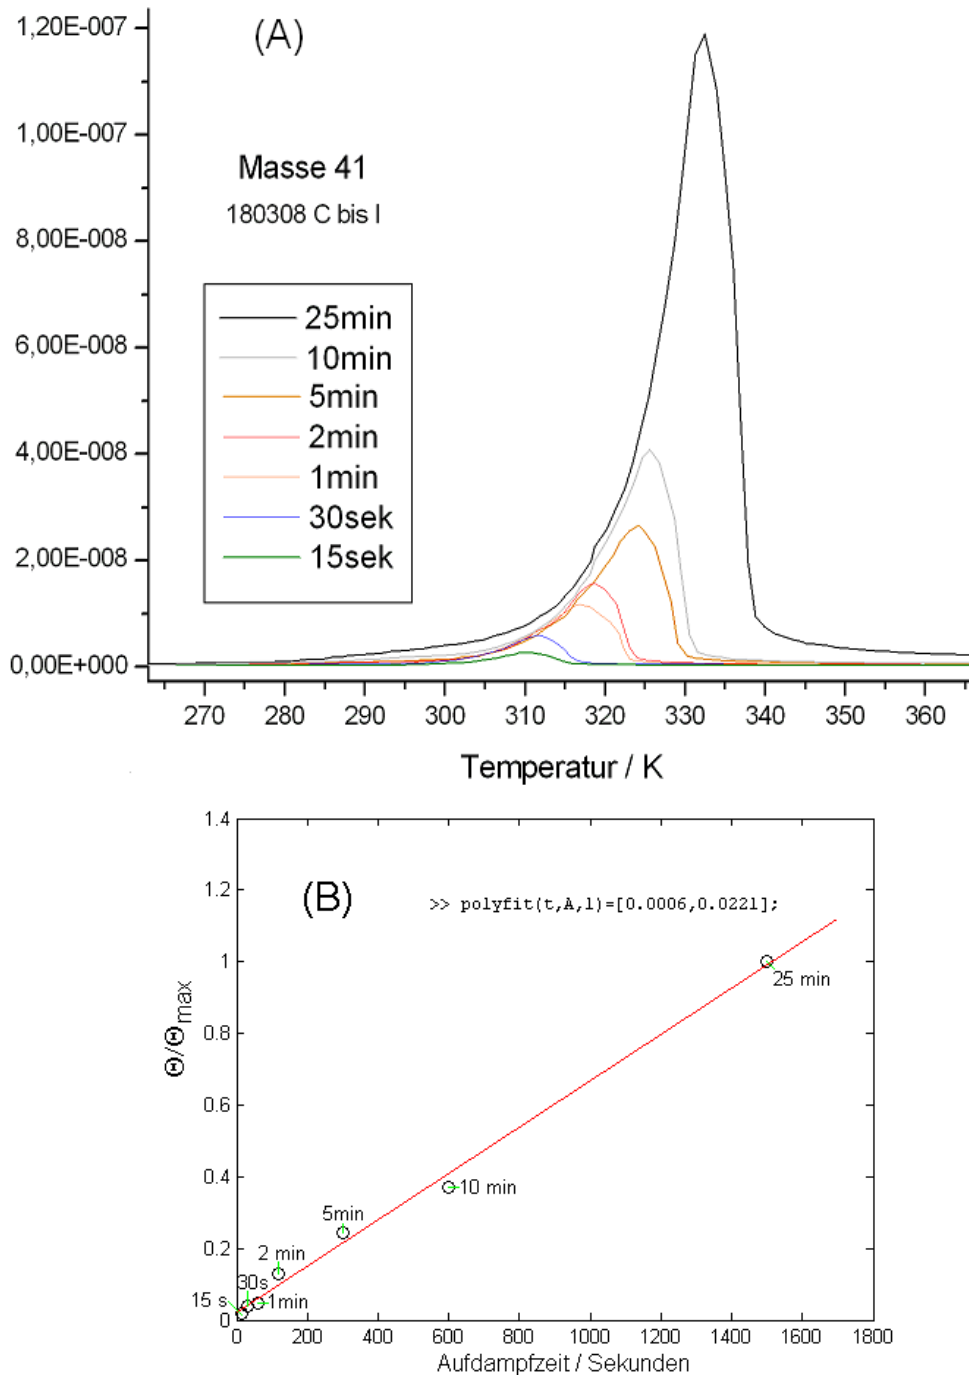 1,20E-007
(A)
1,00E-007
Masse 41
180308 C bis I
8,00E-008
25min
6,00E-008
10min
5min
2min
4,00E-008
1min
30sek
2,00E-008
15sek
0,00E+000
270 280 290 300 310 320 330 340 350 360
Temperatur / K
1.4
1.2
(B)
>> polyfit(t,A,1)=[0.0006,0.0221];
1
25 min
0.8
Θ/Θmax
0.6
0.4
10 min
5min
0.2
2 min
30s
15 s
1min
0
0 200 400 600 800 1000 1200 1400 1600 1800
Aufdampfzeit / Sekunden